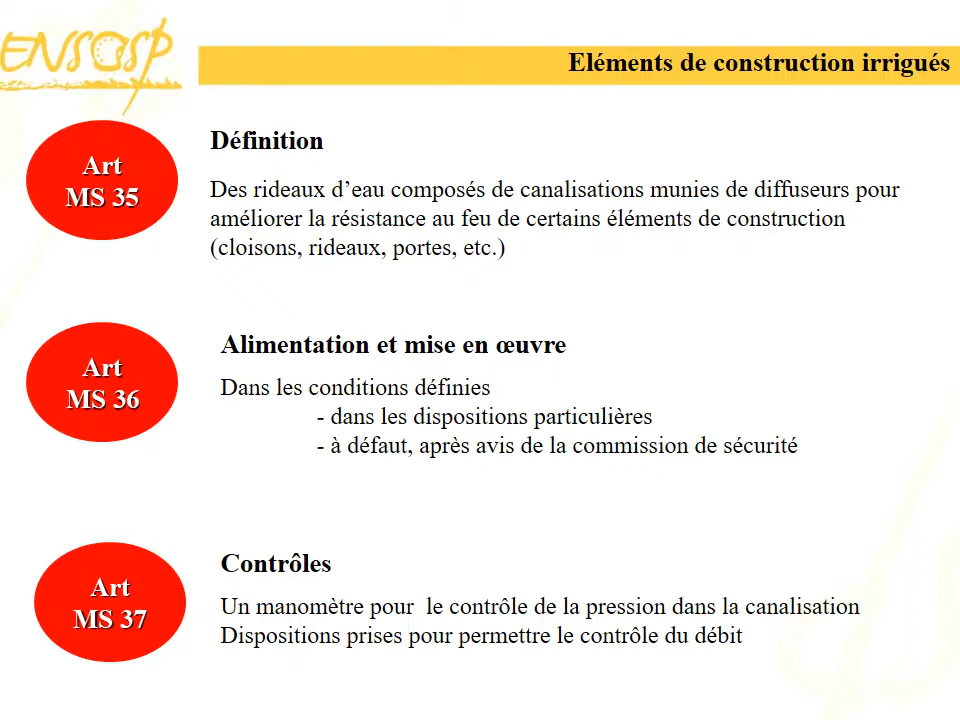 ENSOSP
Eléments de construction irrigués
Art
MS 35
Définition
Des rideaux d’eau composés de canalisations munies de diffuseurs pour
améliorer la résistance au feu de certains éléments de construction
(cloisons, rideaux, portes, etc.)
Art
MS 36
Alimentation et mise en œuvre
Dans les conditions définies
- dans les dispositions particulières
- à défaut, après avis de la commission de sécurité
Art
MS 37
Contrôles
Un manomètre pour  le contrôle de la pression dans la canalisation
Dispositions prises pour permettre le contrôle du débit